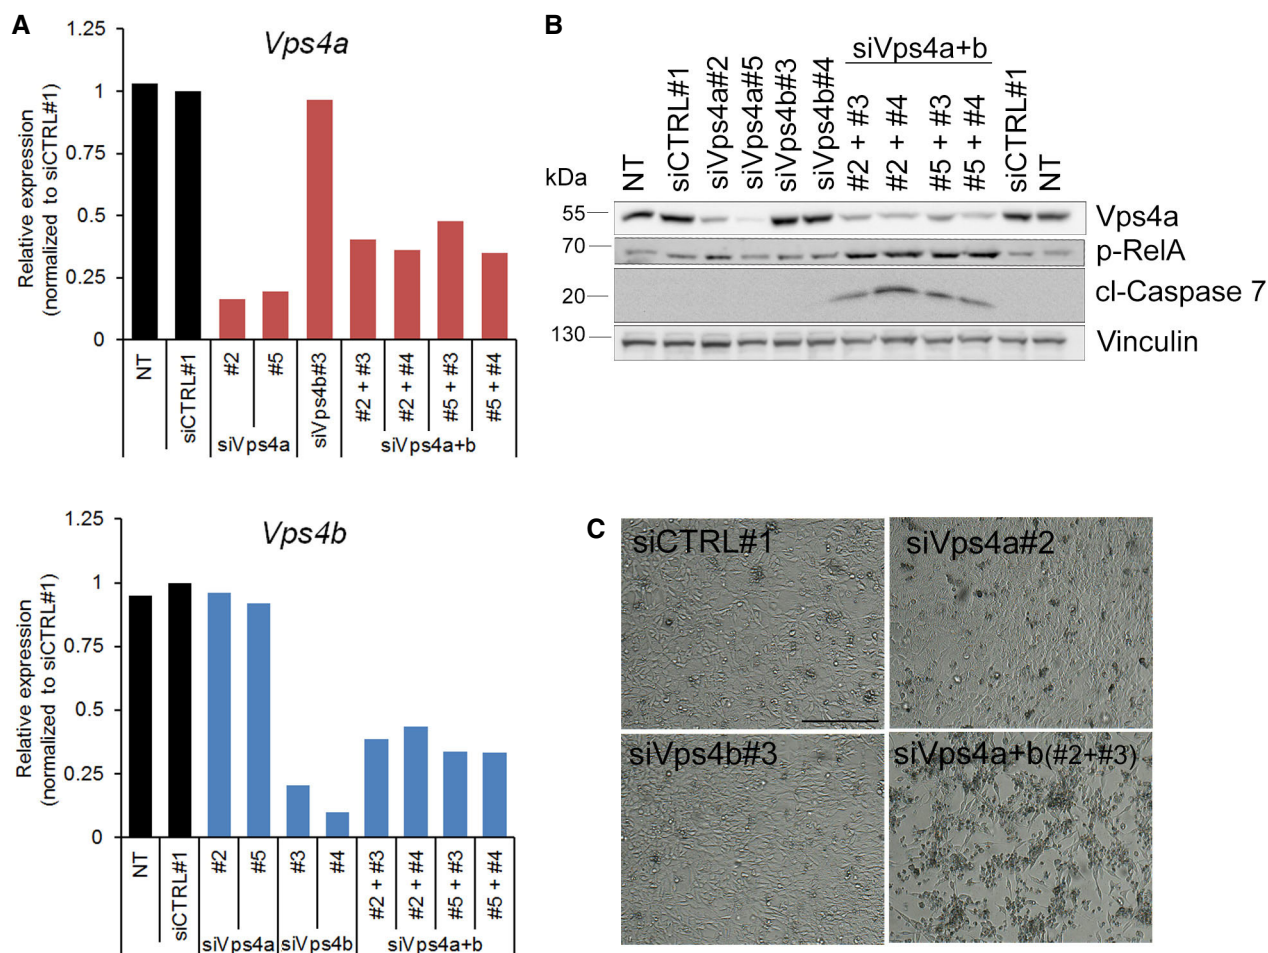 A
Vps4a
Relative expression
(normalized to siCTRL#1)
1.25
1
0.75
0.5
0.25
0
NT
siCTRL#1
#2
#5
siVps4b#3
#2 + #3
#2 + #4
#5 + #3
#5 + #4
siVps4a
siVps4a+b
Vps4b
Relative expression
(normalized to siCTRL#1)
1.25
1
0.75
0.5
0.25
0
NT
siCTRL#1
#2
#5
#3
#4
#2 + #3
#2 + #4
#5 + #3
#5 + #4
siVps4a
siVps4b
siVps4a+b
B
siVps4a+b
kDa
NT
siCTRL#1
siVps4a#2
siVps4a#5
siVps4b#3
siVps4b#4
#2 + #3
#2 + #4
#5 + #3
#5 + #4
siCTRL#1
NT
55
Vps4a
70
p-RelA
20
cl-Caspase 7
130
Vinculin
C
siCTRL#1
siVps4a#2
siVps4b#3
siVps4a+b(#2+#3)